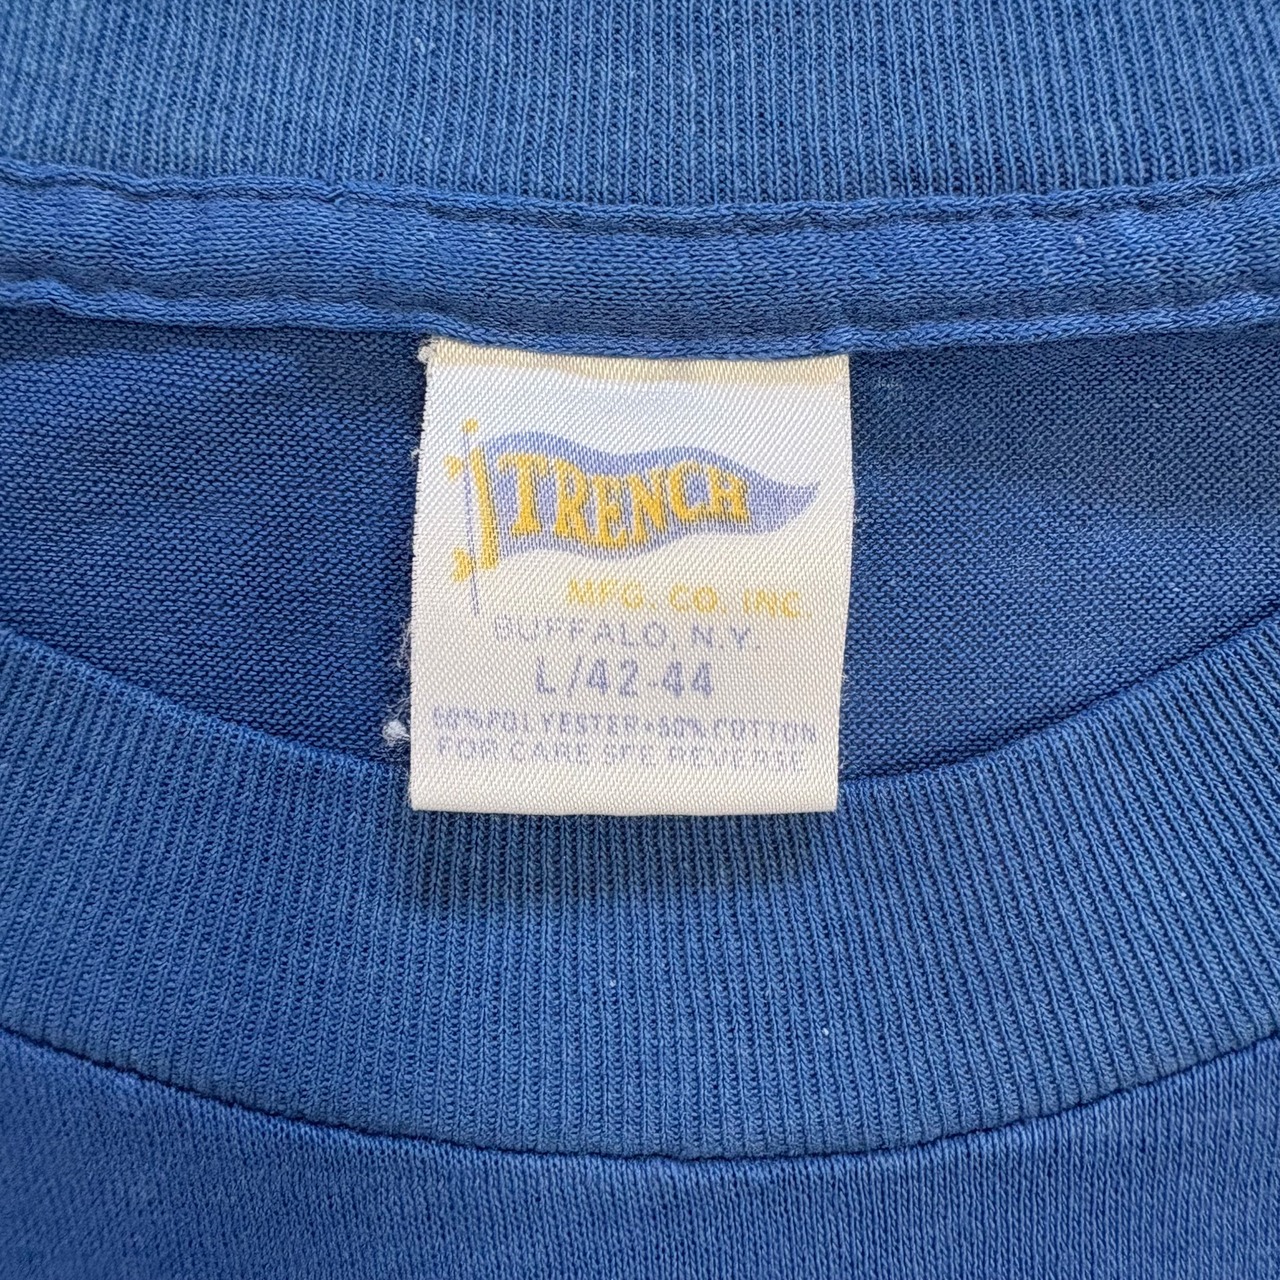 TRENCH
MFG. CO. INC.
BUFFALO, N.Y.
L/42-44
50%POLYESTER•50%COTTON
FOR CARE SEE REVERSE